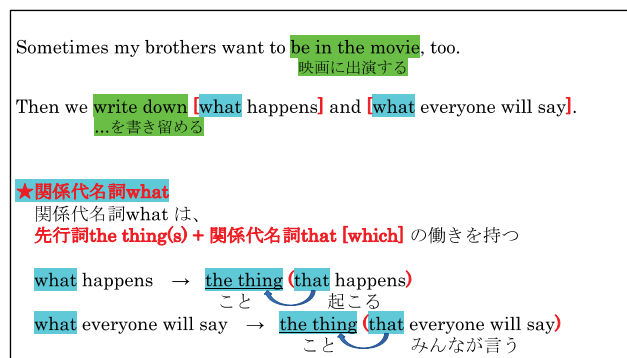 Sometimes my brothers want to be in the movie, too.
映画に出演する
Then we write down [what happens] and [what everyone will say].
…を書き留める
★関係代名詞what
関係代名詞what は、
先行詞the thing(s) + 関係代名詞that [which] の働きを持つ
what happens → the thing (that happens)
こと 起こる
what everyone will say → the thing (that everyone will say)
こと みんなが言う